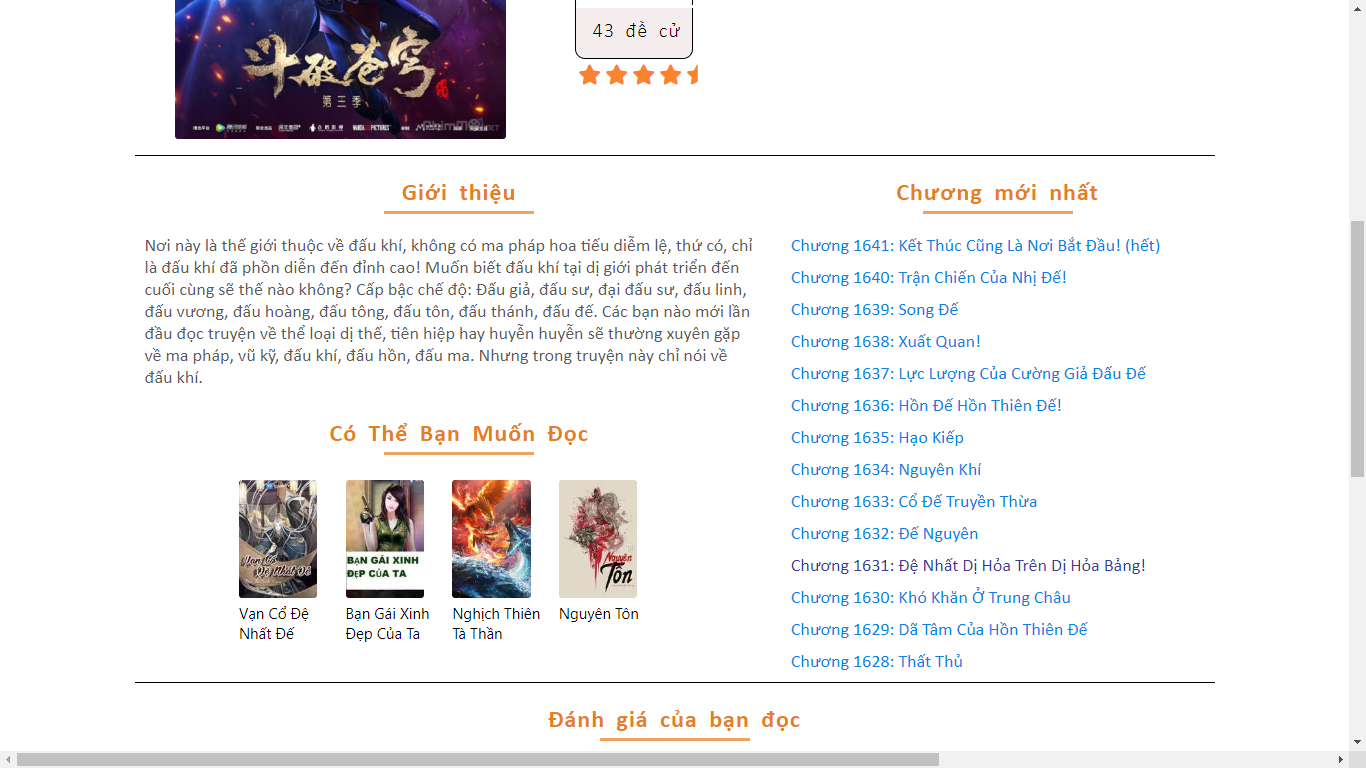 43 đề cử
斗破苍穹
第三季
Giới thiệu
Nơi này là thế giới thuộc về đấu khí, không có ma pháp hoa tiếu diễm lệ, thứ có, chỉ
là đấu khí đã phồn diễn đến đỉnh cao! Muốn biết đấu khí tại dị giới phát triển đến
cuối cùng sẽ thế nào không? Cấp bậc chế độ: Đấu giả, đấu sư, đại đấu sư, đấu linh,
đấu vương, đấu hoàng, đấu tông, đấu tôn, đấu thánh, đấu đế. Các bạn nào mới lần
đầu đọc truyện về thể loại dị thế, tiên hiệp hay huyễn huyễn sẽ thường xuyên gặp
về ma pháp, vũ kỹ, đấu khí, đấu hồn, đấu ma. Nhưng trong truyện này chỉ nói về
đấu khí.
Có Thể Bạn Muốn Đọc
BẠN GÁI XINH
ĐẸP CỦA TA
Nguyên
Tôn
Vạn Cổ Đệ
Nhất Đế
Bạn Gái Xinh
Đẹp Của Ta
Nghịch Thiên
Tà Thần
Nguyên Tôn
Chương mới nhất
Chương 1641: Kết Thúc Cũng Là Nơi Bắt Đầu! (hết)
Chương 1640: Trận Chiến Của Nhị Đế!
Chương 1639: Song Đế
Chương 1638: Xuất Quan!
Chương 1637: Lực Lượng Của Cường Giả Đấu Đế
Chương 1636: Hồn Đế Hồn Thiên Đế!
Chương 1635: Hạo Kiếp
Chương 1634: Nguyên Khí
Chương 1633: Cổ Đế Truyền Thừa
Chương 1632: Đế Nguyên
Chương 1631: Đệ Nhất Dị Hỏa Trên Dị Hỏa Bảng!
Chương 1630: Khó Khăn Ở Trung Châu
Chương 1629: Dã Tâm Của Hồn Thiên Đế
Chương 1628: Thất Thủ
Đánh giá của bạn đọc